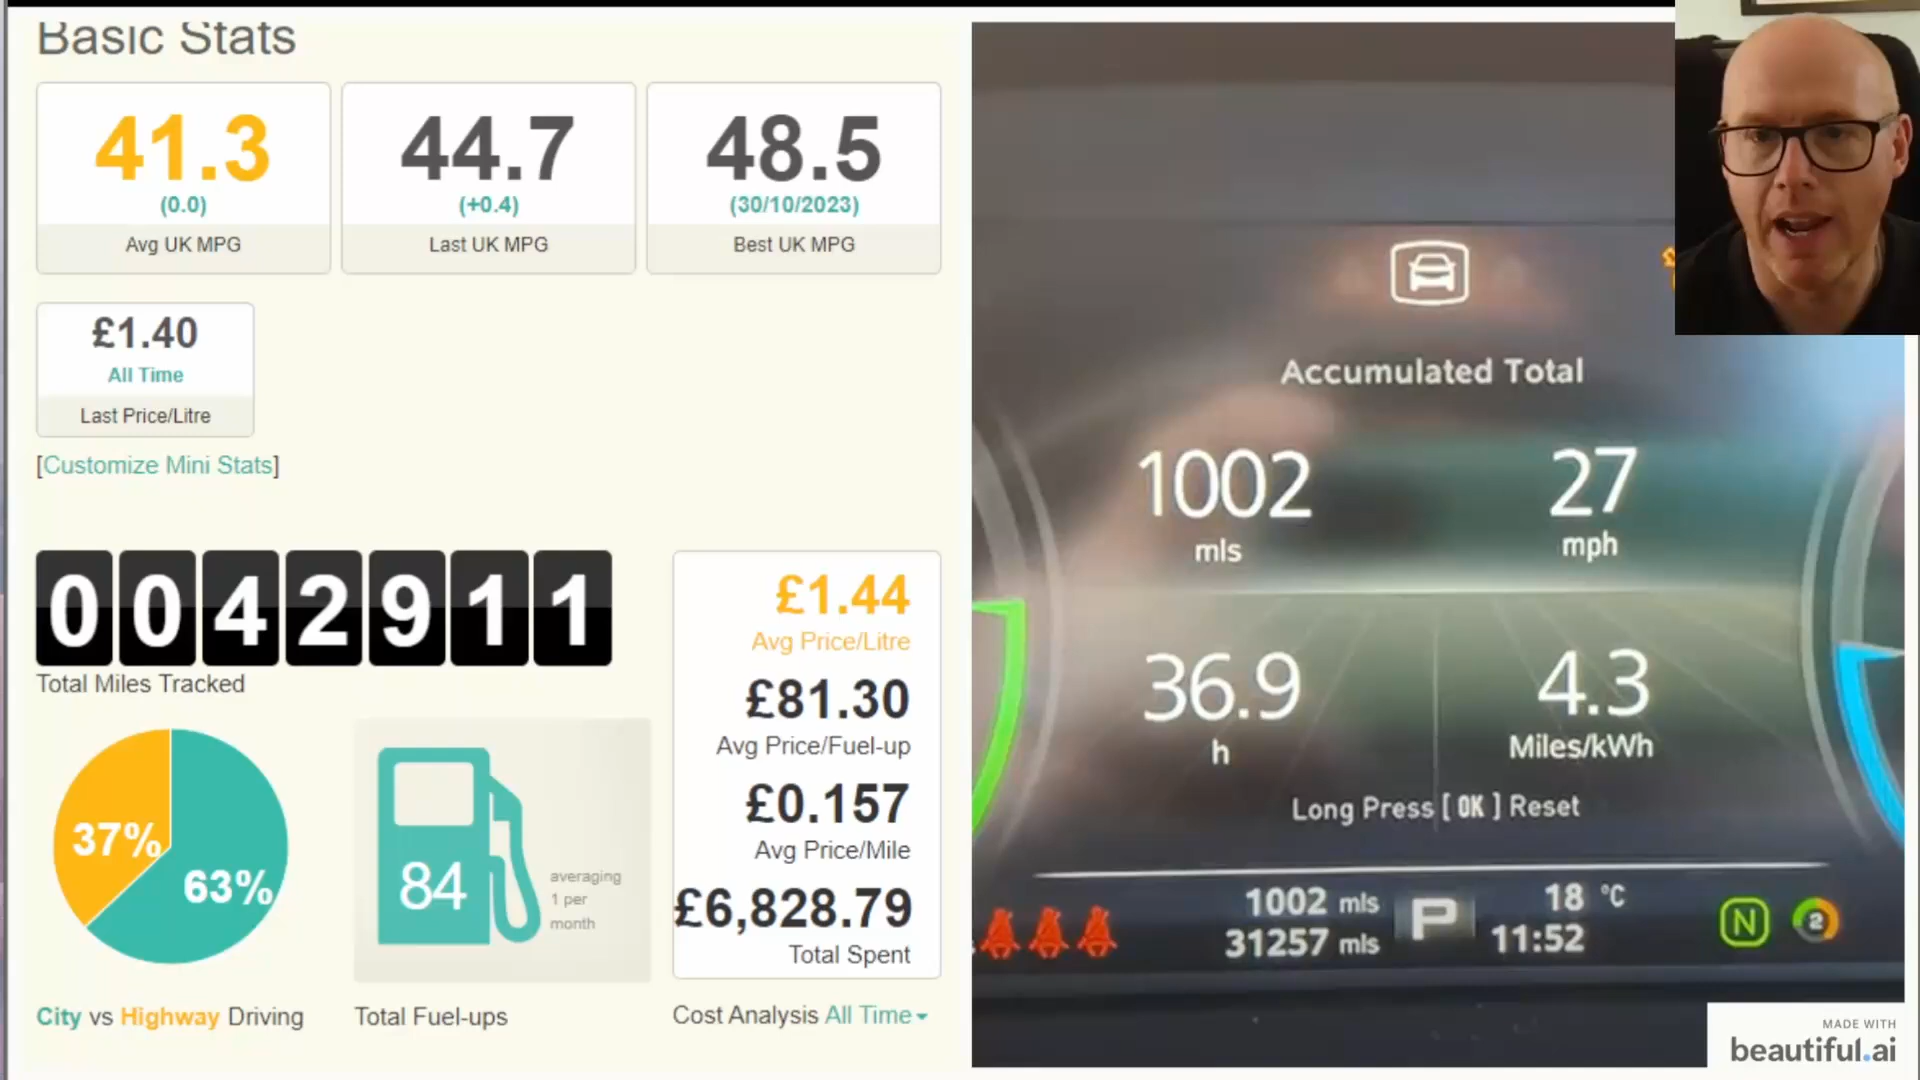 Basic Stats
41.3
(0.0)
Avg UK MPG
44.7
(+0.4)
Last UK MPG
48.5
(30/10/2023)
Best UK MPG
£1.40
All Time
Last Price/Litre
[Customize Mini Stats]
0042911
Total Miles Tracked
37%
63%
City vs Highway Driving
84
averaging
1 per
month
Total Fuel-ups
£1.44
Avg Price/Litre
£81.30
Avg Price/Fuel-up
£0.157
Avg Price/Mile
£6,828.79
Total Spent
Cost Analysis All Time
Accumulated Total
1002
mls
27
mph
36.9
h
4.3
Miles/kWh
Long Press [ OK ] Reset
1002 mls
31257 mls
P
18 °C
11:52
N
2
MADE WITH
beautiful.ai